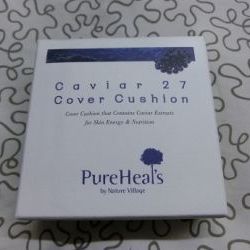 Caviar 27
Cover Cushion
Cover Cushion that Contains Caviar Extracts
for Skin Energy & Nutrition
PureHeal's
by Nature Village